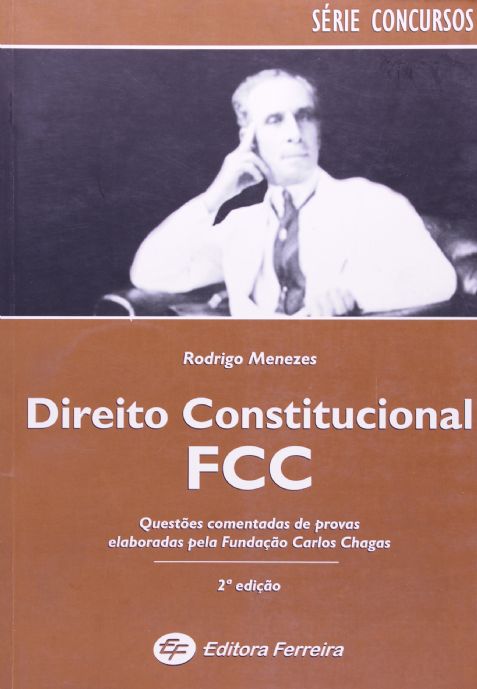 SÉRIE CONCURSOS
Rodrigo Menezes
Direito Constitucional
FCC
Questões comentadas de provas
elaboradas pela Fundação Carlos Chagas
2ª edição
EF Editora Ferreira